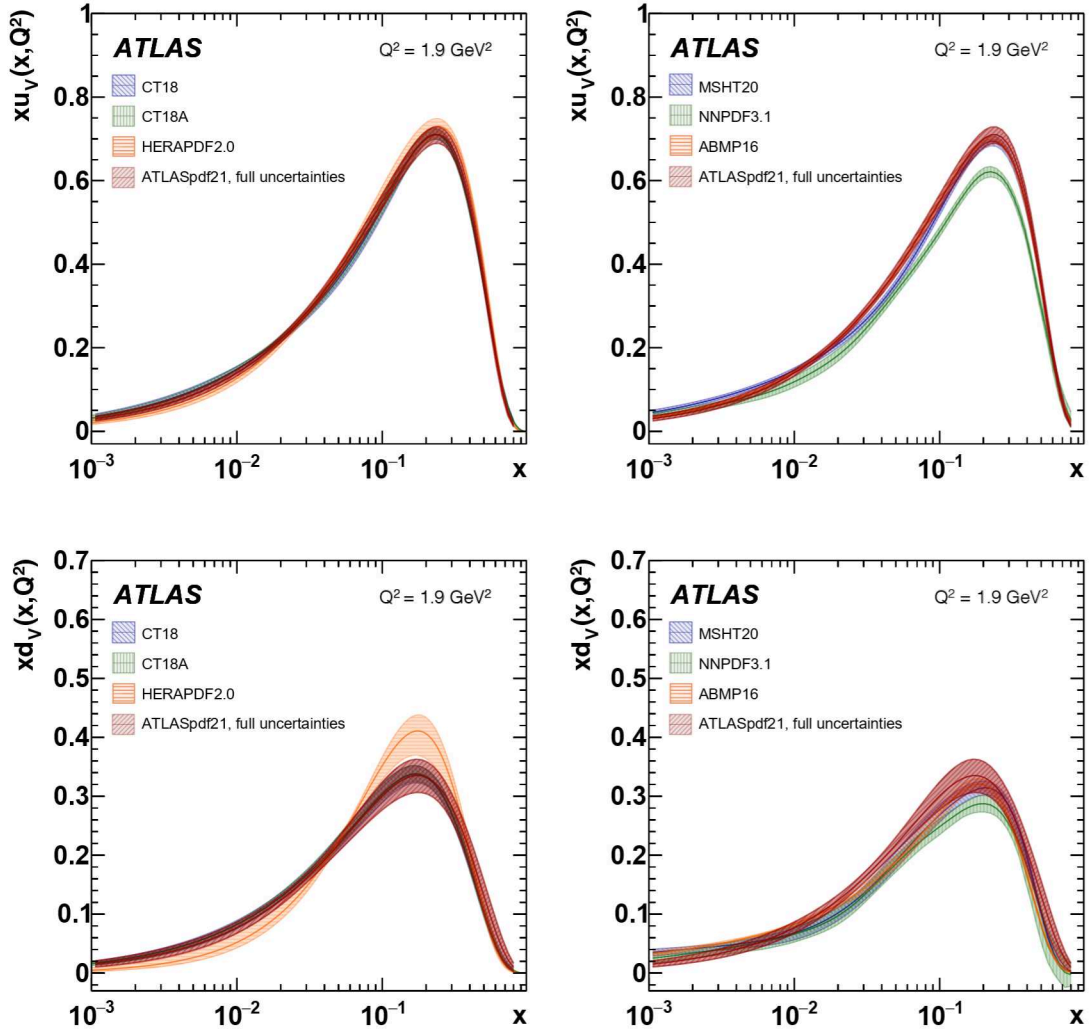 xu_V(x,Q²)
1
0.8
0.6
0.4
0.2
0
ATLAS
Q² = 1.9 GeV²
CT18
CT18A
HERAPDF2.0
ATLASpdf21, full uncertainties
10⁻³
10⁻²
10⁻¹
x
xu_V(x,Q²)
1
0.8
0.6
0.4
0.2
0
ATLAS
Q² = 1.9 GeV²
MSHT20
NNPDF3.1
ABMP16
ATLASpdf21, full uncertainties
10⁻³
10⁻²
10⁻¹
x
xd_V(x,Q²)
0.7
0.6
0.5
0.4
0.3
0.2
0.1
0
ATLAS
Q² = 1.9 GeV²
CT18
CT18A
HERAPDF2.0
ATLASpdf21, full uncertainties
10⁻³
10⁻²
10⁻¹
x
xd_V(x,Q²)
0.7
0.6
0.5
0.4
0.3
0.2
0.1
0
ATLAS
Q² = 1.9 GeV²
MSHT20
NNPDF3.1
ABMP16
ATLASpdf21, full uncertainties
10⁻³
10⁻²
10⁻¹
x